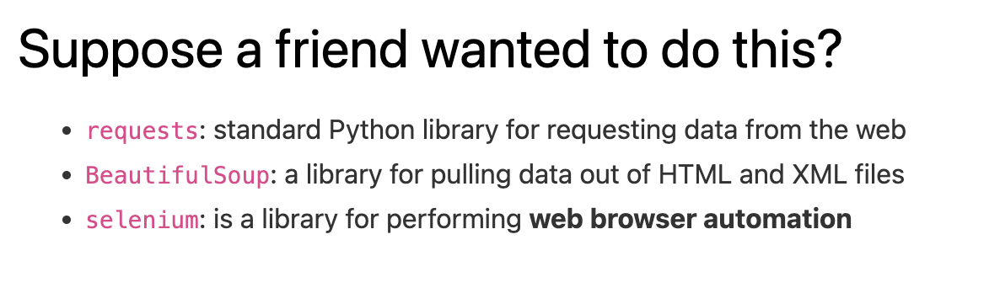 Suppose a friend wanted to do this?
• requests: standard Python library for requesting data from the web
• BeautifulSoup: a library for pulling data out of HTML and XML files
• selenium: is a library for performing web browser automation